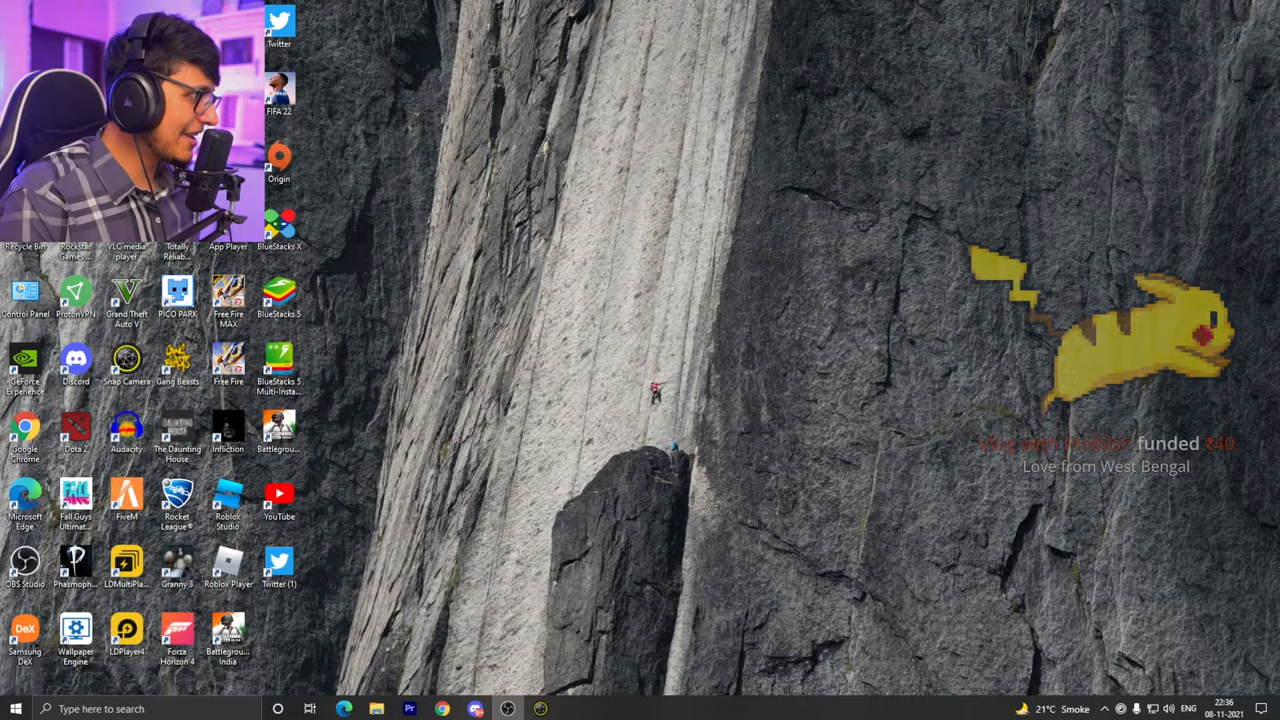 Twitter
FIFA 22
Origin
Recycle Bin
Rockstar
Games ...
VLC media
player
Totally
Reliab...
App Player
BlueStacks X
Control Panel
ProtonVPN
Grand Theft
Auto V
PICO PARK
Free Fire
MAX
BlueStacks 5
GeForce
Experience
Discord
Snap Camera
Gang Beasts
Free Fire
BlueStacks 5
Multi-Insta...
Google
Chrome
Dota 2
Audacity
The Daunting
House
Infliction
Battlegrou...
Microsoft
Edge
Fall Guys
Ultimat...
FiveM
Rocket
League®
Roblox
Studio
YouTube
OBS Studio
Phasmoph...
LDMultiPla...
Granny 3
Roblox Player
Twitter (1)
DeX
Samsung
DeX
Wallpaper
Engine
LDPlayer4
Forza
Horizon 4
Battlegrou...
India
funded ₹40
Love from West Bengal
Type here to search
Pr
21°C Smoke
ENG
22:36
08-11-2021